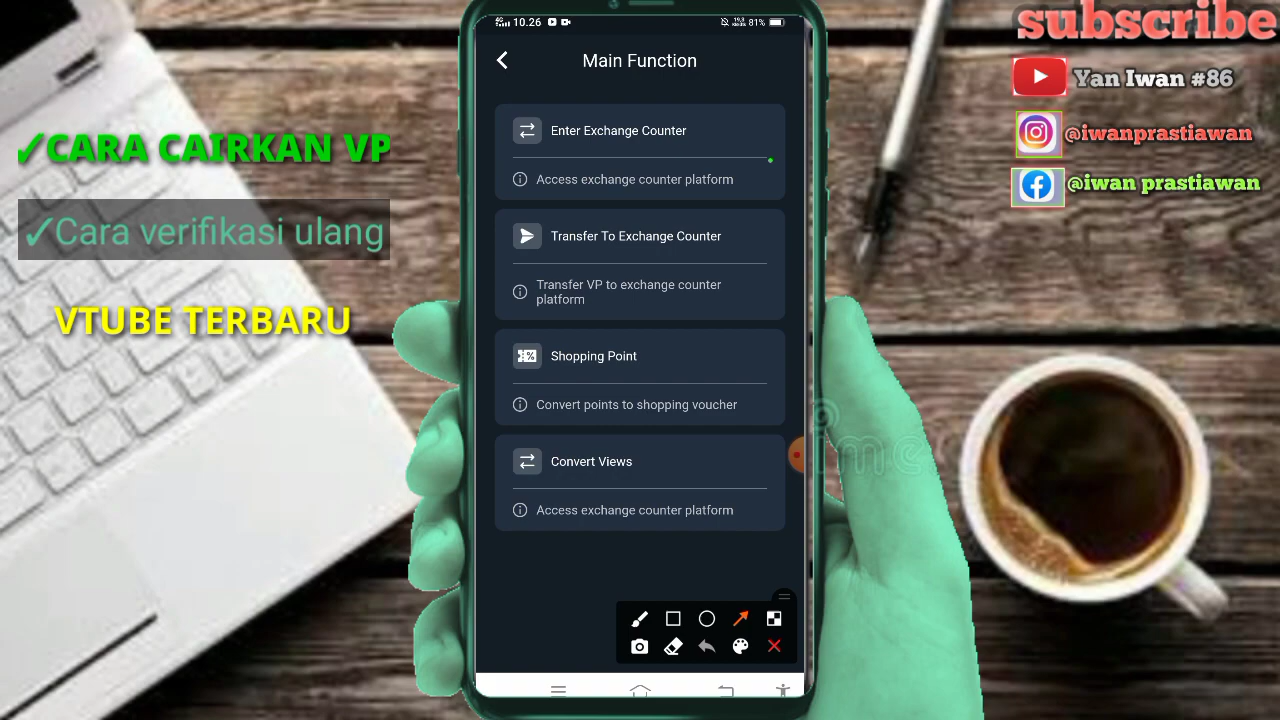 subscribe
Yan Iwan #86
@iwanprastiawan
@iwan prastiawan
✓CARA CAIRKAN VP
✓Cara verifikasi ulang
VTUBE TERBARU
10.26
81%
Main Function
Enter Exchange Counter
Access exchange counter platform
Transfer To Exchange Counter
Transfer VP to exchange counter
platform
Shopping Point
Convert points to shopping voucher
Convert Views
Access exchange counter platform